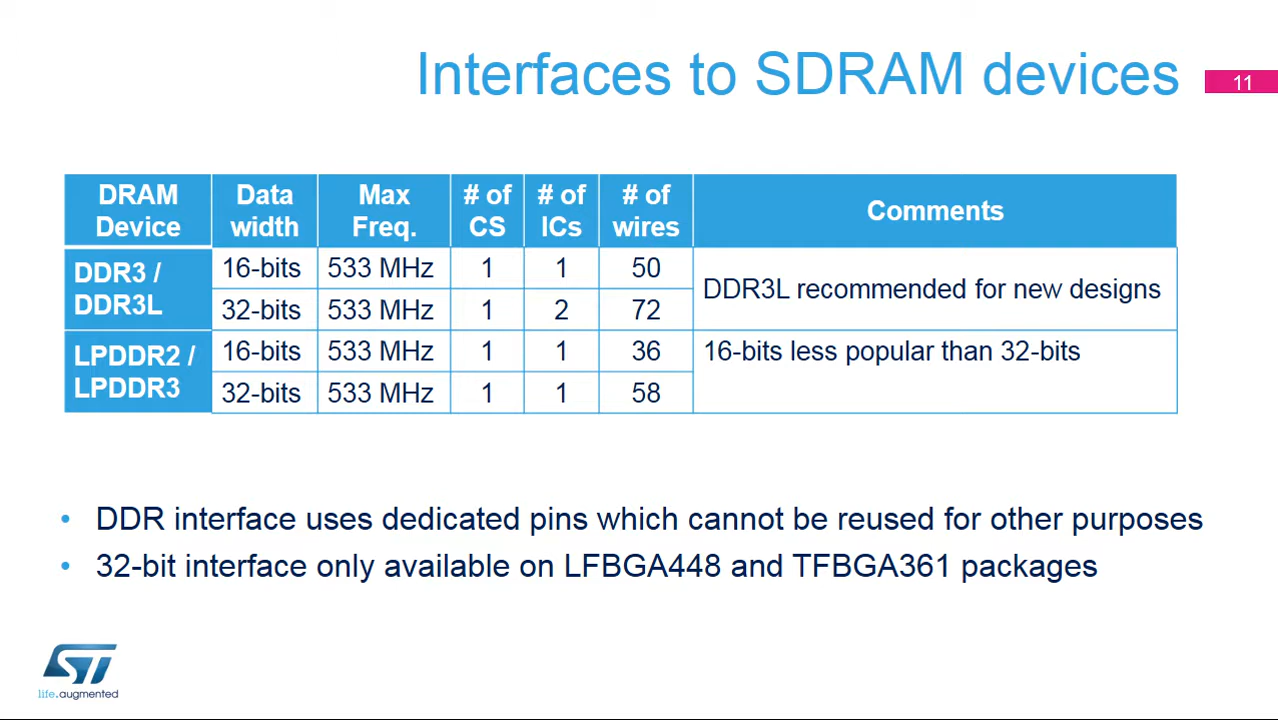 Interfaces to SDRAM devices
11
DRAM Device | Data width | Max Freq. | # of CS | # of ICs | # of wires | Comments
DDR3 / DDR3L | 16-bits | 533 MHz | 1 | 1 | 50 | DDR3L recommended for new designs
32-bits | 533 MHz | 1 | 2 | 72
LPDDR2 / LPDDR3 | 16-bits | 533 MHz | 1 | 1 | 36 | 16-bits less popular than 32-bits
32-bits | 533 MHz | 1 | 1 | 58
• DDR interface uses dedicated pins which cannot be reused for other purposes
• 32-bit interface only available on LFBGA448 and TFBGA361 packages
ST
life.augmented